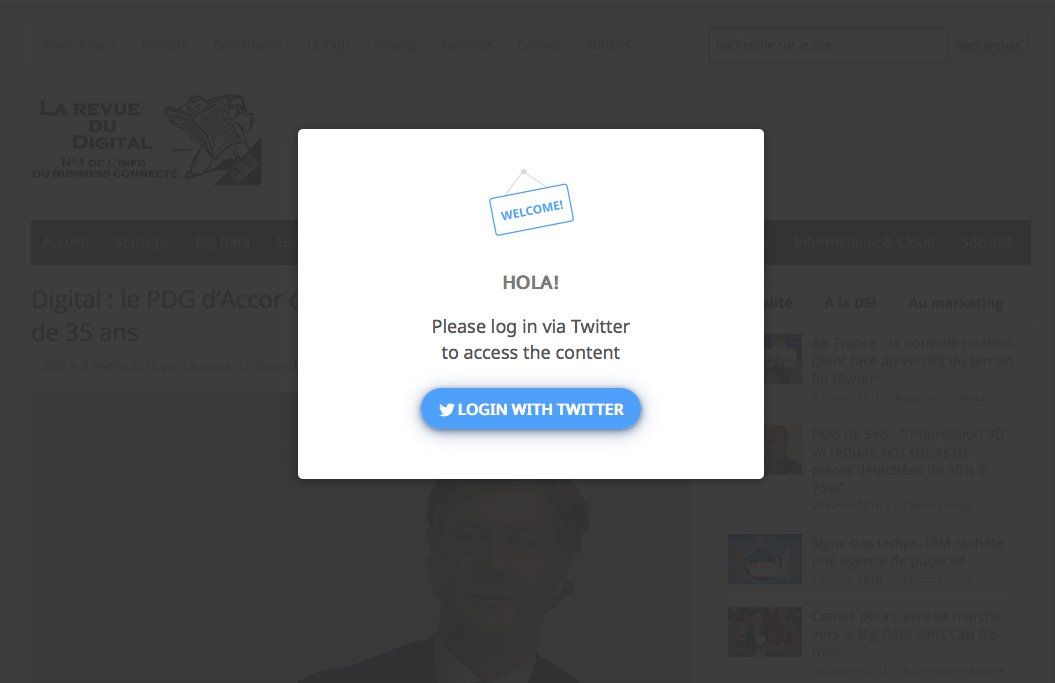 Abonnement Membre Evénements Le Club Forums Carrières Contact Auteurs
Recherche sur le site
Rechercher
LA REVUE
DU
DIGITAL
N°1 DE L'INFO
DU BUSINESS CONNECTÉ
Accueil Startups Big Data Informatique & Cloud Sécurité
Digital : le PDG d'Accor
de 35 ans
Publié le 2 février 2016 par La revue du digital
WELCOME!
HOLA!
Please log in via Twitter
to access the content
LOGIN WITH TWITTER
A la DSI Au marketing
Air France : la nouvelle relation
client face au verdict du terrain
fin février
3 février 2016 | Aucun commentaire
PDG de Seb : "l'impression 3D
va réduire nos stocks de
pièces détachées de 50% à
75%"
2 février 2016 | 1 Commentaire
Signe des temps, IBM rachète
une agence de publicité
1 février 2016 | 1 Commentaire
Canal+ poursuivra sa marche
vers le Big Data sans Cap Ge-
mini
28 janvier 2016 | Aucun commentaire